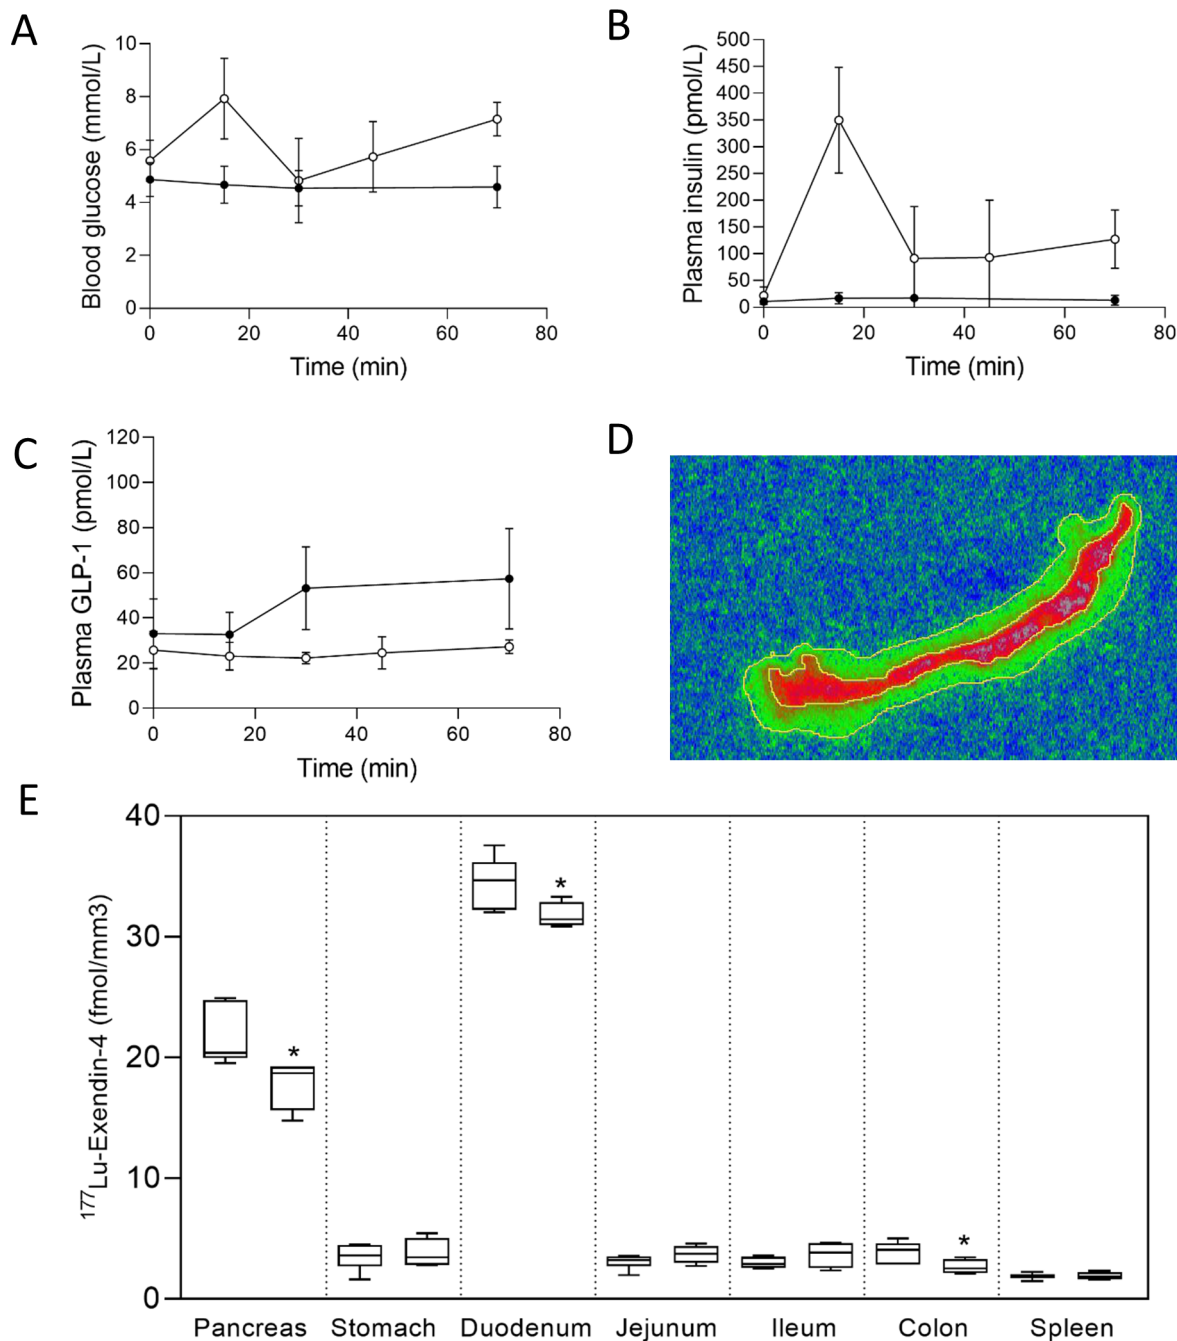 A
Blood glucose (mmol/L)
10
8
6
4
2
0
0 20 40 60 80
Time (min)
B
Plasma insulin (pmol/L)
500
450
400
350
300
250
200
150
100
50
0
0 20 40 60 80
Time (min)
C
Plasma GLP-1 (pmol/L)
120
100
80
60
40
20
0
0 20 40 60 80
Time (min)
D
E
177Lu-Exendin-4 (fmol/mm3)
40
30
20
10
0
* * *
Pancreas Stomach Duodenum Jejunum Ileum Colon Spleen